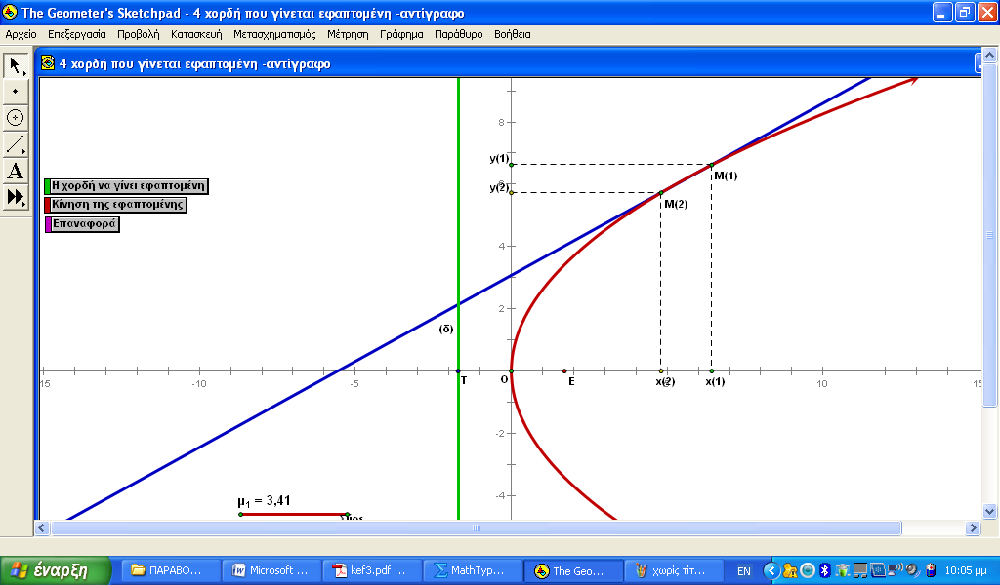 The Geometer's Sketchpad - 4 χορδή που γίνεται εφαπτομένη -αντίγραφο
Αρχείο Επεξεργασία Προβολή Κατασκευή Μετασχηματισμός Μέτρηση Γράφημα Παράθυρο Βοήθεια
4 χορδή που γίνεται εφαπτομένη -αντίγραφο
A
8
y(1)
6
y(2)
M(1)
M(2)
Η χορδή να γίνει εφαπτομένη
Κίνηση της εφαπτομένης
Επαναφορά
4
2
(δ)
15 -10 -5 T O E x(2) x(1) 10 15
-2
-4
μ1 = 3,41
έναρξη ΠΑΡΑΒΟ... Microsoft ... kef3.pdf ... MathTyp... The Geo... χωρίς τίτ... EN 10:05 μμ